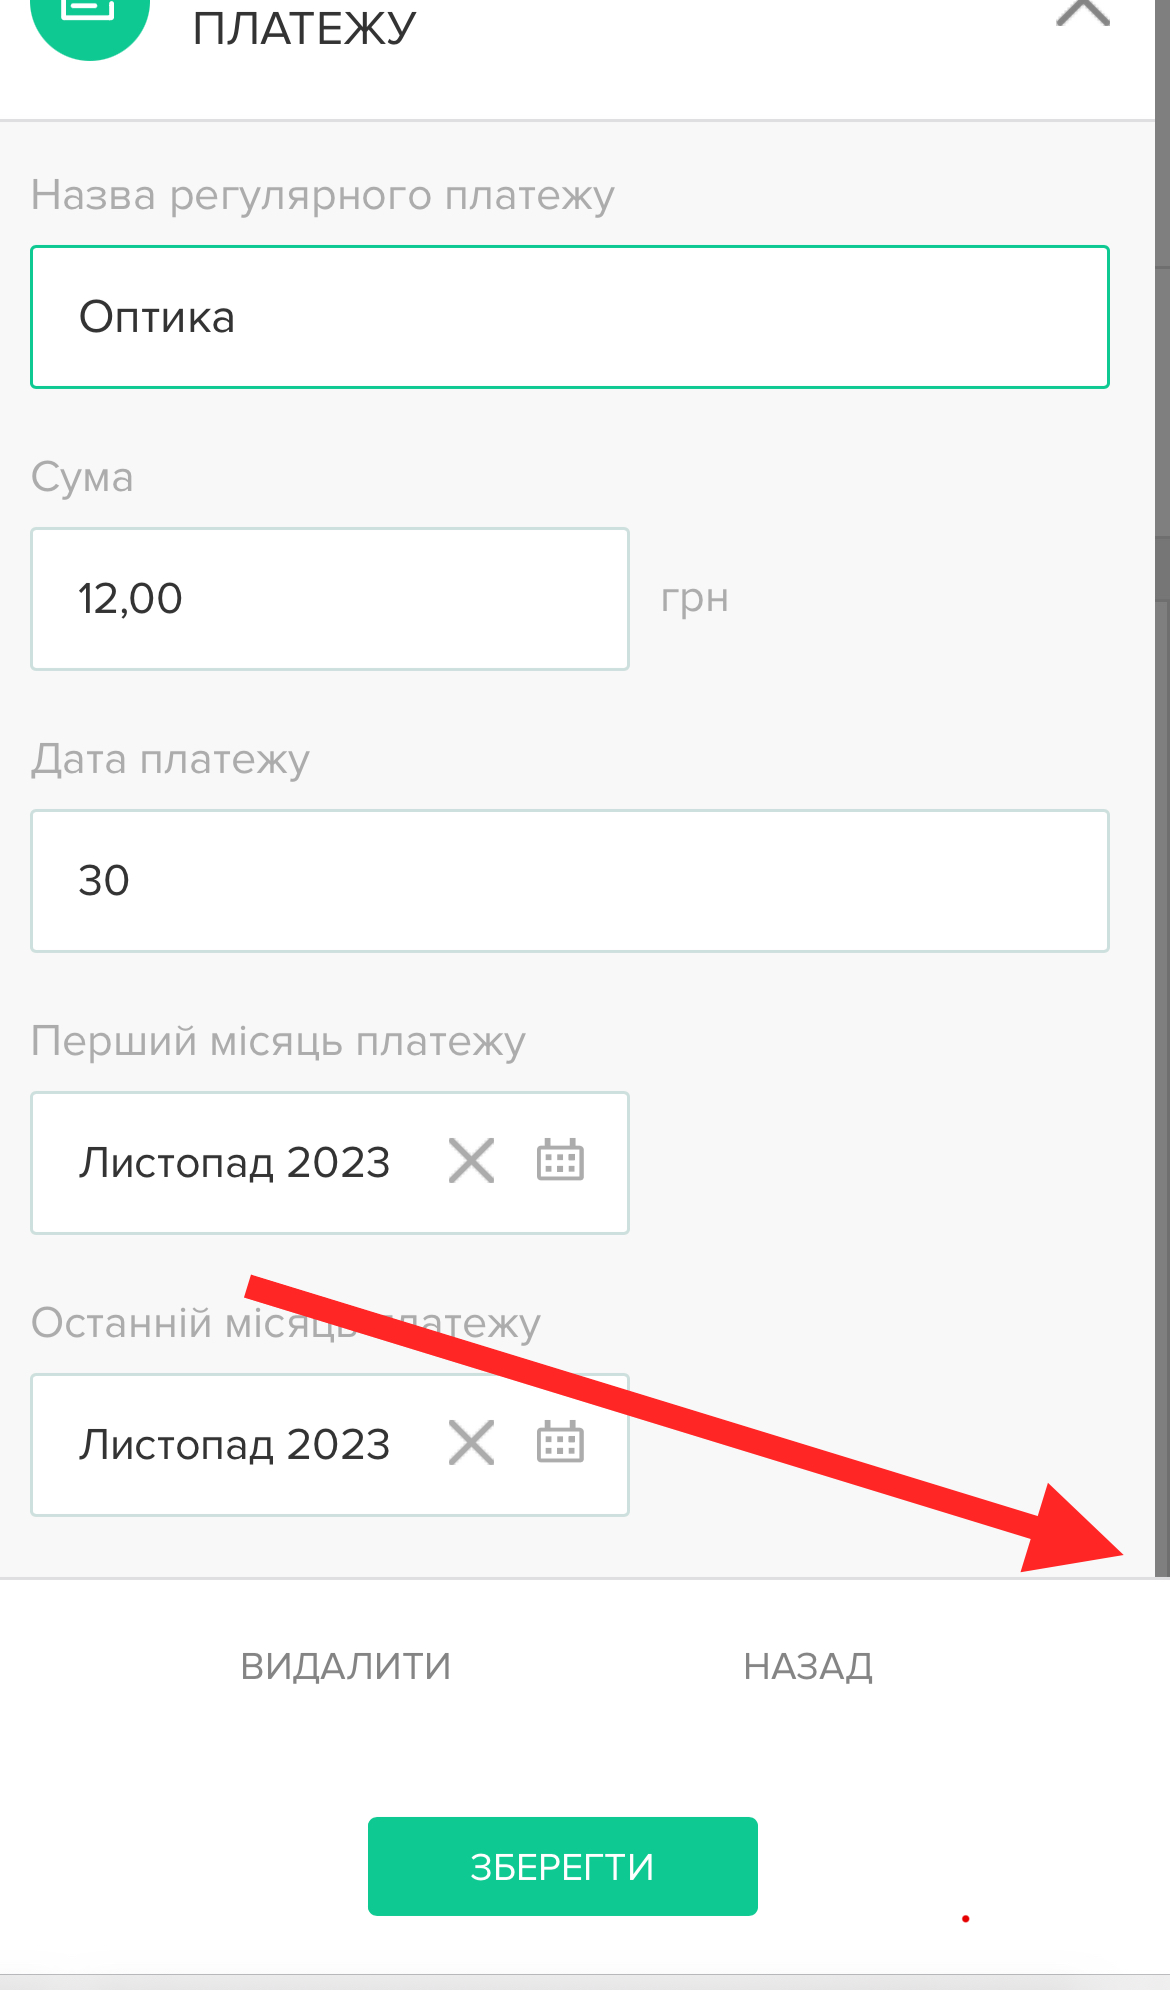 ПЛАТЕЖУ
Назва регулярного платежу
Оптика
Сума
12,00 грн
Дата платежу
30
Перший місяць платежу
Листопад 2023
Останній місяць платежу
Листопад 2023
ВИДАЛИТИ НАЗАД
ЗБЕРЕГТИ